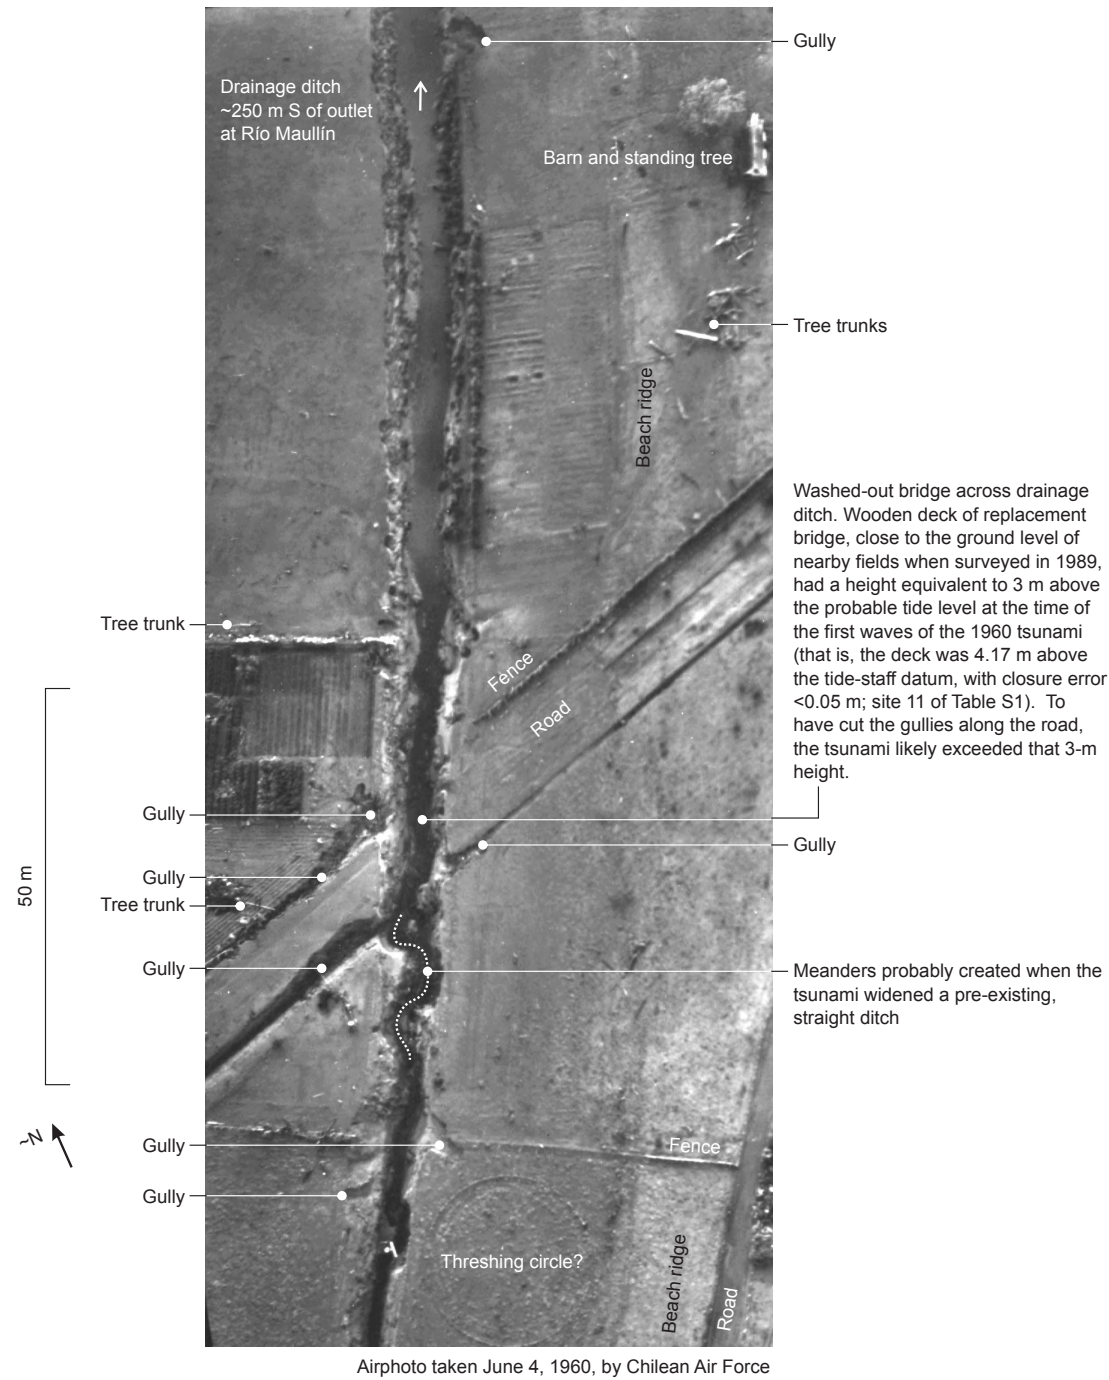 Gully
Drainage ditch
~250 m S of outlet
at Río Maullín
Barn and standing tree
Tree trunks
Beach ridge
Washed-out bridge across drainage
ditch. Wooden deck of replacement
bridge, close to the ground level of
nearby fields when surveyed in 1989,
had a height equivalent to 3 m above
the probable tide level at the time of
the first waves of the 1960 tsunami
(that is, the deck was 4.17 m above
the tide-staff datum, with closure error
<0.05 m; site 11 of Table S1).  To
have cut the gullies along the road,
the tsunami likely exceeded that 3-m
height.
Tree trunk
Fence
Road
Gully
Gully
Gully
Tree trunk
50 m
Gully
Meanders probably created when the
tsunami widened a pre-existing,
straight ditch
~N
Gully
Fence
Gully
Threshing circle?
Beach ridge
Road
Airphoto taken June 4, 1960, by Chilean Air Force